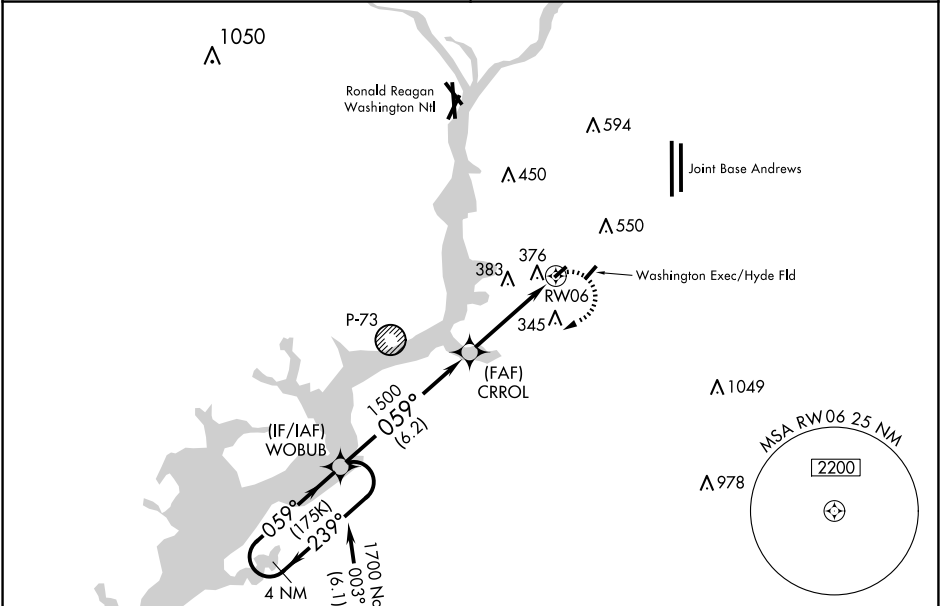 1050
Ronald Reagan
Washington Ntl
594
450
Joint Base Andrews
550
383
376
Washington Exec/Hyde Fld
RW06
345
P-73
(FAF)
CRROL
1500
059°
(6.2)
1049
(IF/IAF)
WOBUB
MSA RW06 25 NM
2200
978
059°
(175K)
239°
4 NM
003°
(6.1)
1700